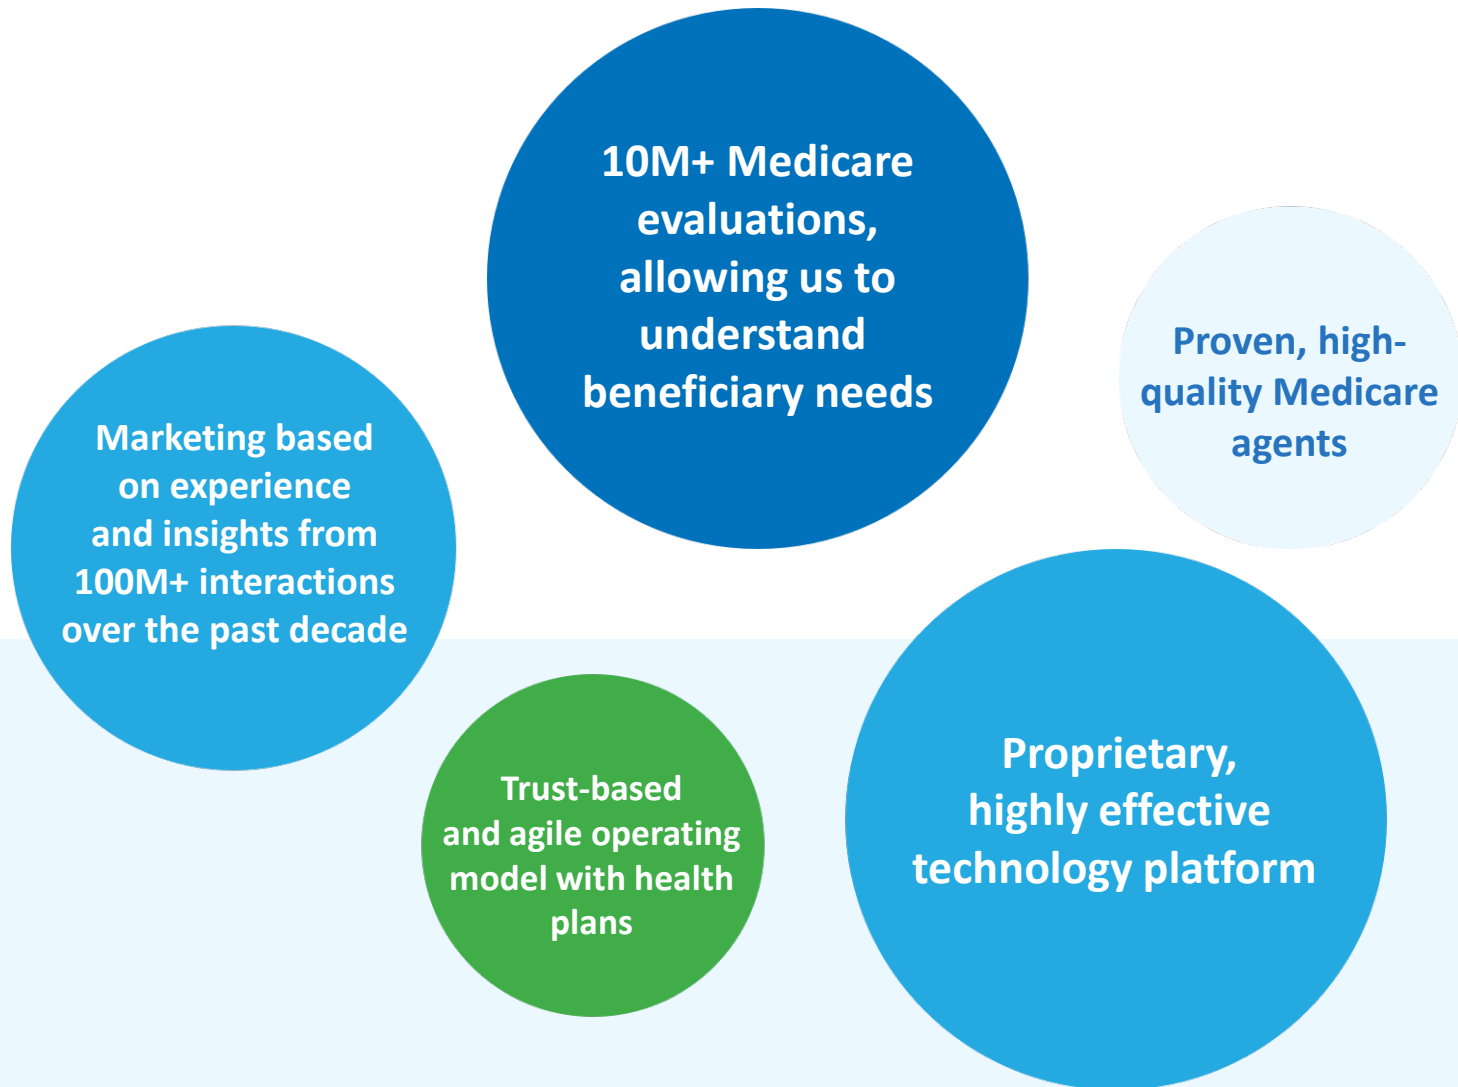 10M+ Medicare
evaluations,
allowing us to
understand
beneficiary needs
Proven, high-
quality Medicare
agents
Marketing based
on experience
and insights from
100M+ interactions
over the past decade
Trust-based
and agile operating
model with health
plans
Proprietary,
highly effective
technology platform